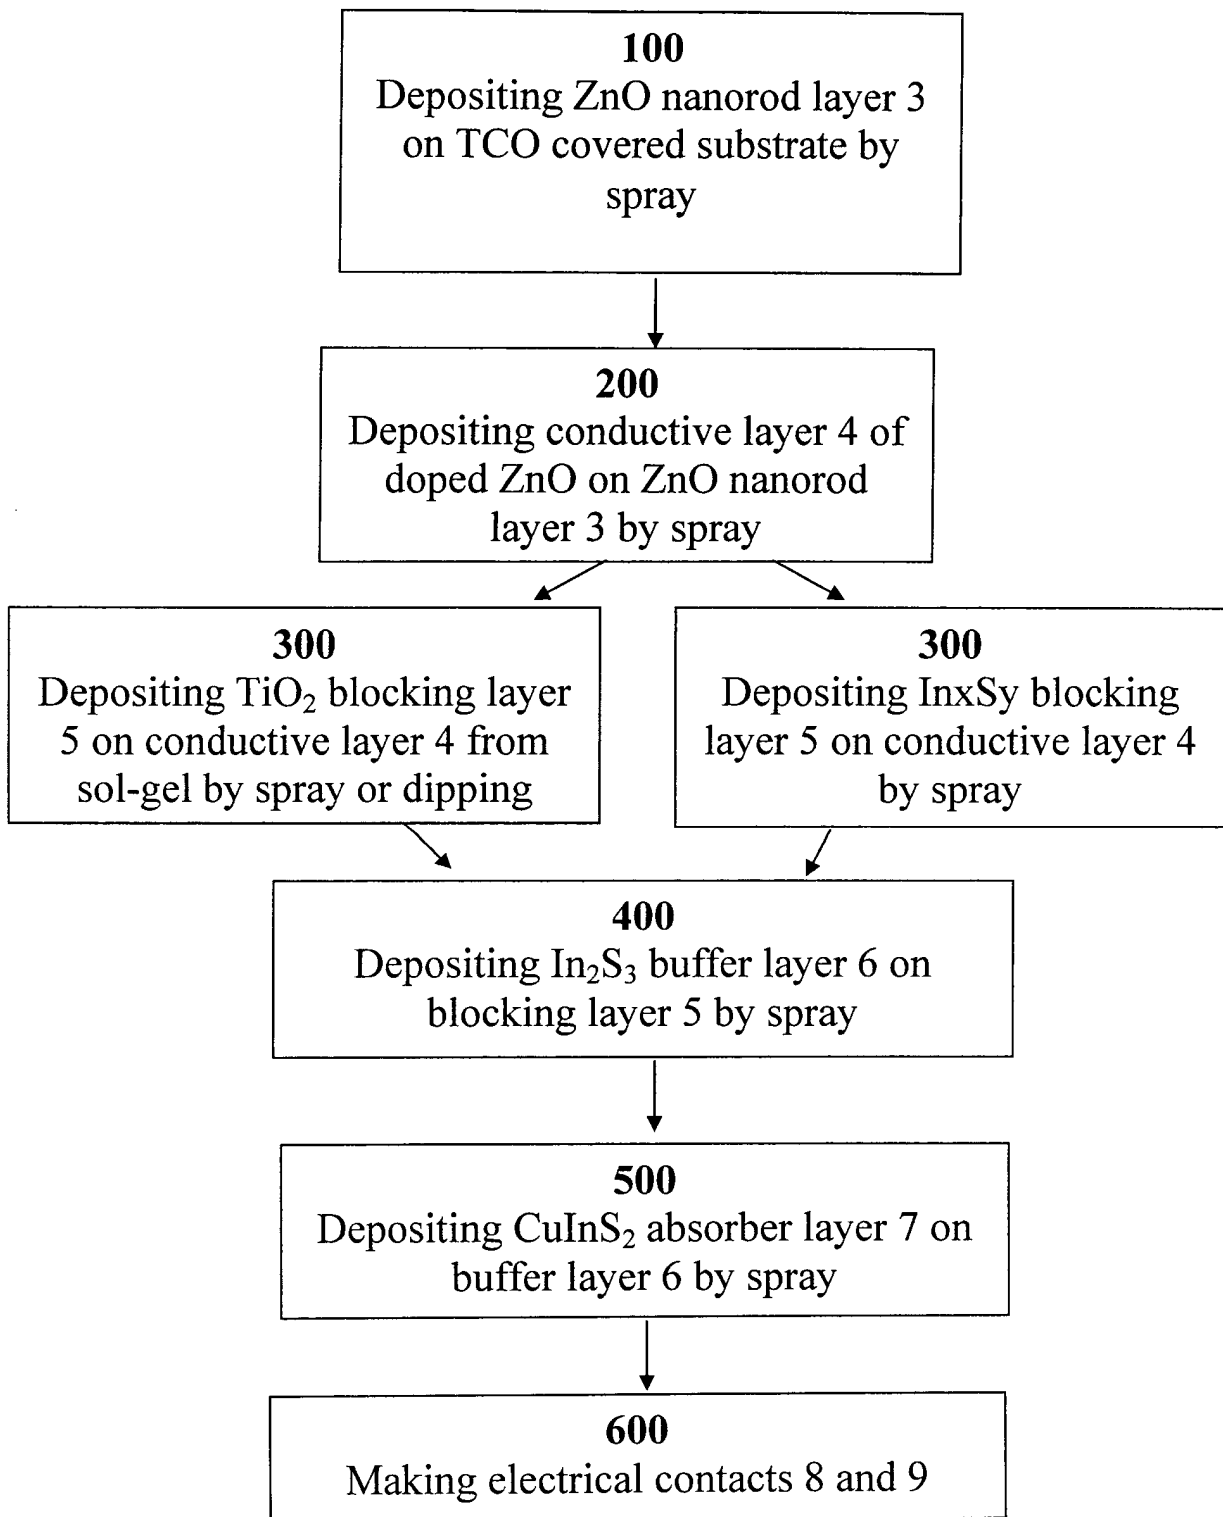 100
Depositing ZnO nanorod layer 3
on TCO covered substrate by
spray
200
Depositing conductive layer 4 of
doped ZnO on ZnO nanorod
layer 3 by spray
300
Depositing TiO₂ blocking layer
5 on conductive layer 4 from
sol-gel by spray or dipping
300
Depositing InxSy blocking
layer 5 on conductive layer 4
by spray
400
Depositing In₂S₃ buffer layer 6 on
blocking layer 5 by spray
500
Depositing CuInS₂ absorber layer 7 on
buffer layer 6 by spray
600
Making electrical contacts 8 and 9